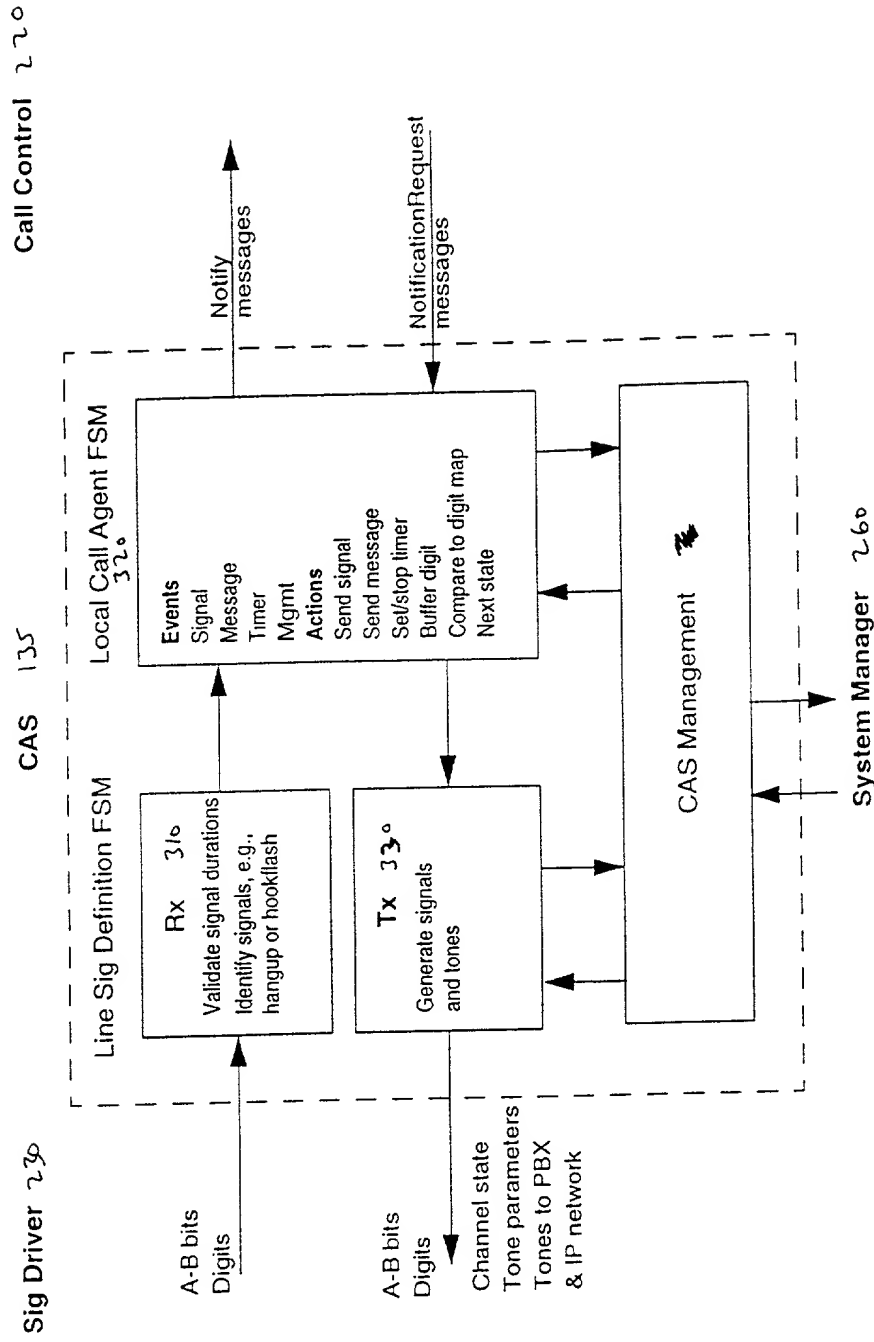 Sig Driver 230
CAS 135
Call Control 220
Line Sig Definition FSM
Local Call Agent FSM
320
A-B bits
Digits
Rx 310
Validate signal durations
Identify signals, e.g.,
hangup or hookflash
Events
Signal
Message
Timer
Mgmt
Actions
Send signal
Send message
Set/stop timer
Buffer digit
Compare to digit map
Next state
Notify
messages
NotificationRequest
messages
A-B bits
Digits
Channel state
Tone parameters
Tones to PBX
& IP network
Tx 330
Generate signals
and tones
CAS Management
System Manager 260